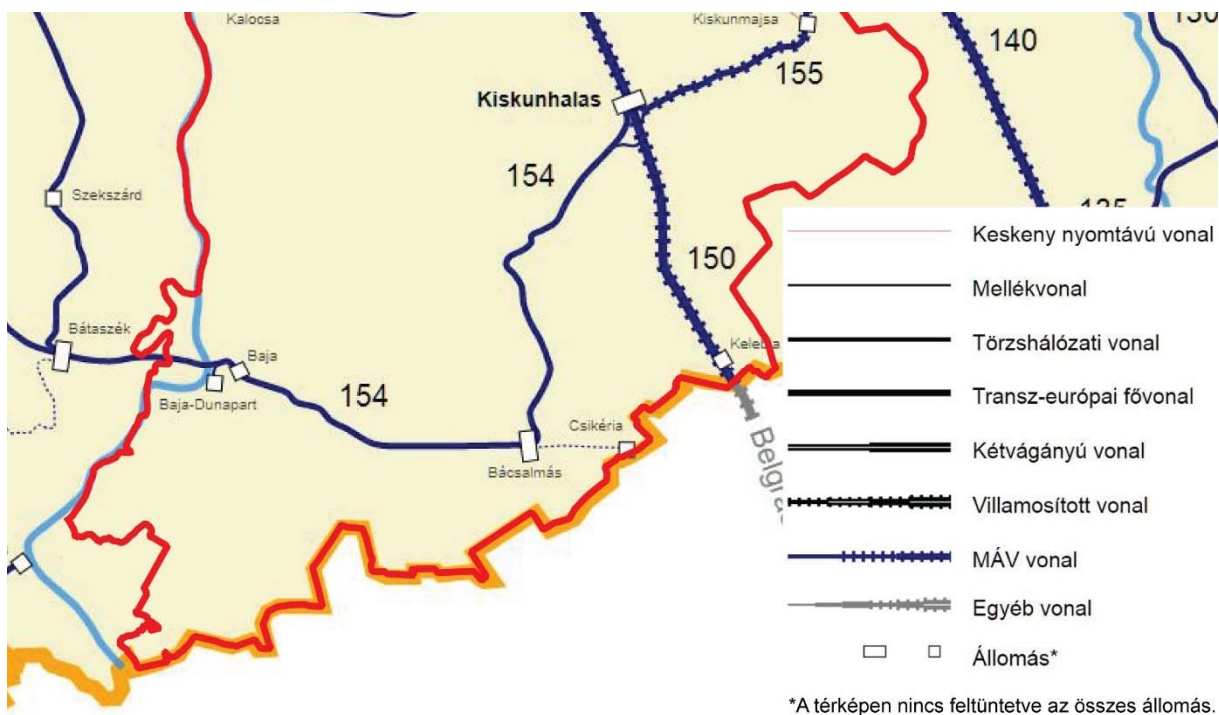 Kalocsa
Kiskunmajsa
140
155
Kiskunhalas
154
Szekszárd
150
Bátaszék
Baja
Baja-Dunapart
154
Kelebia
Csikéria
Bácsalmás
Keskeny nyomtávú vonal
Mellékvonal
Törzshálózati vonal
Transz-európai fővonal
Kétvágányú vonal
Villamosított vonal
MÁV vonal
Egyéb vonal
Állomás*
*A térképen nincs feltüntetve az összes állomás.